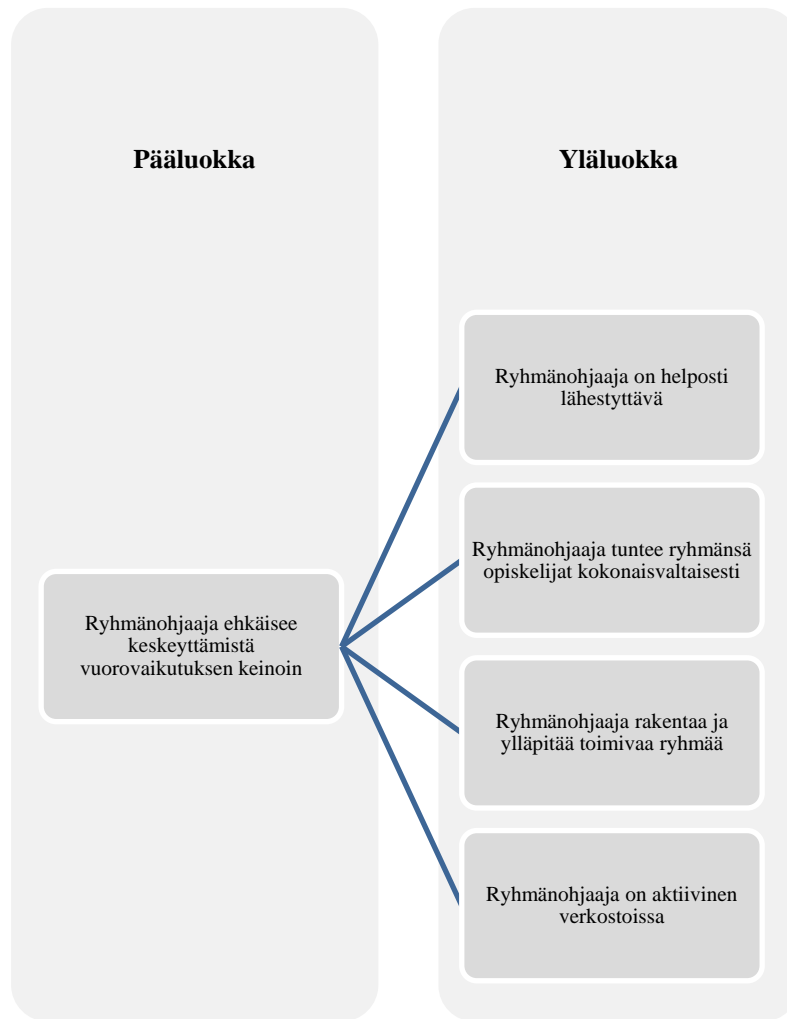 Pääluokka
Yläluokka
Ryhmänohjaaja ehkäisee
keskeyttämistä
vuorovaikutuksen keinoin
Ryhmänohjaaja on helposti
lähestyttävä
Ryhmänohjaaja tuntee ryhmänsä
opiskelijat kokonaisvaltaisesti
Ryhmänohjaaja rakentaa ja
ylläpitää toimivaa ryhmää
Ryhmänohjaaja on aktiivinen
verkostoissa